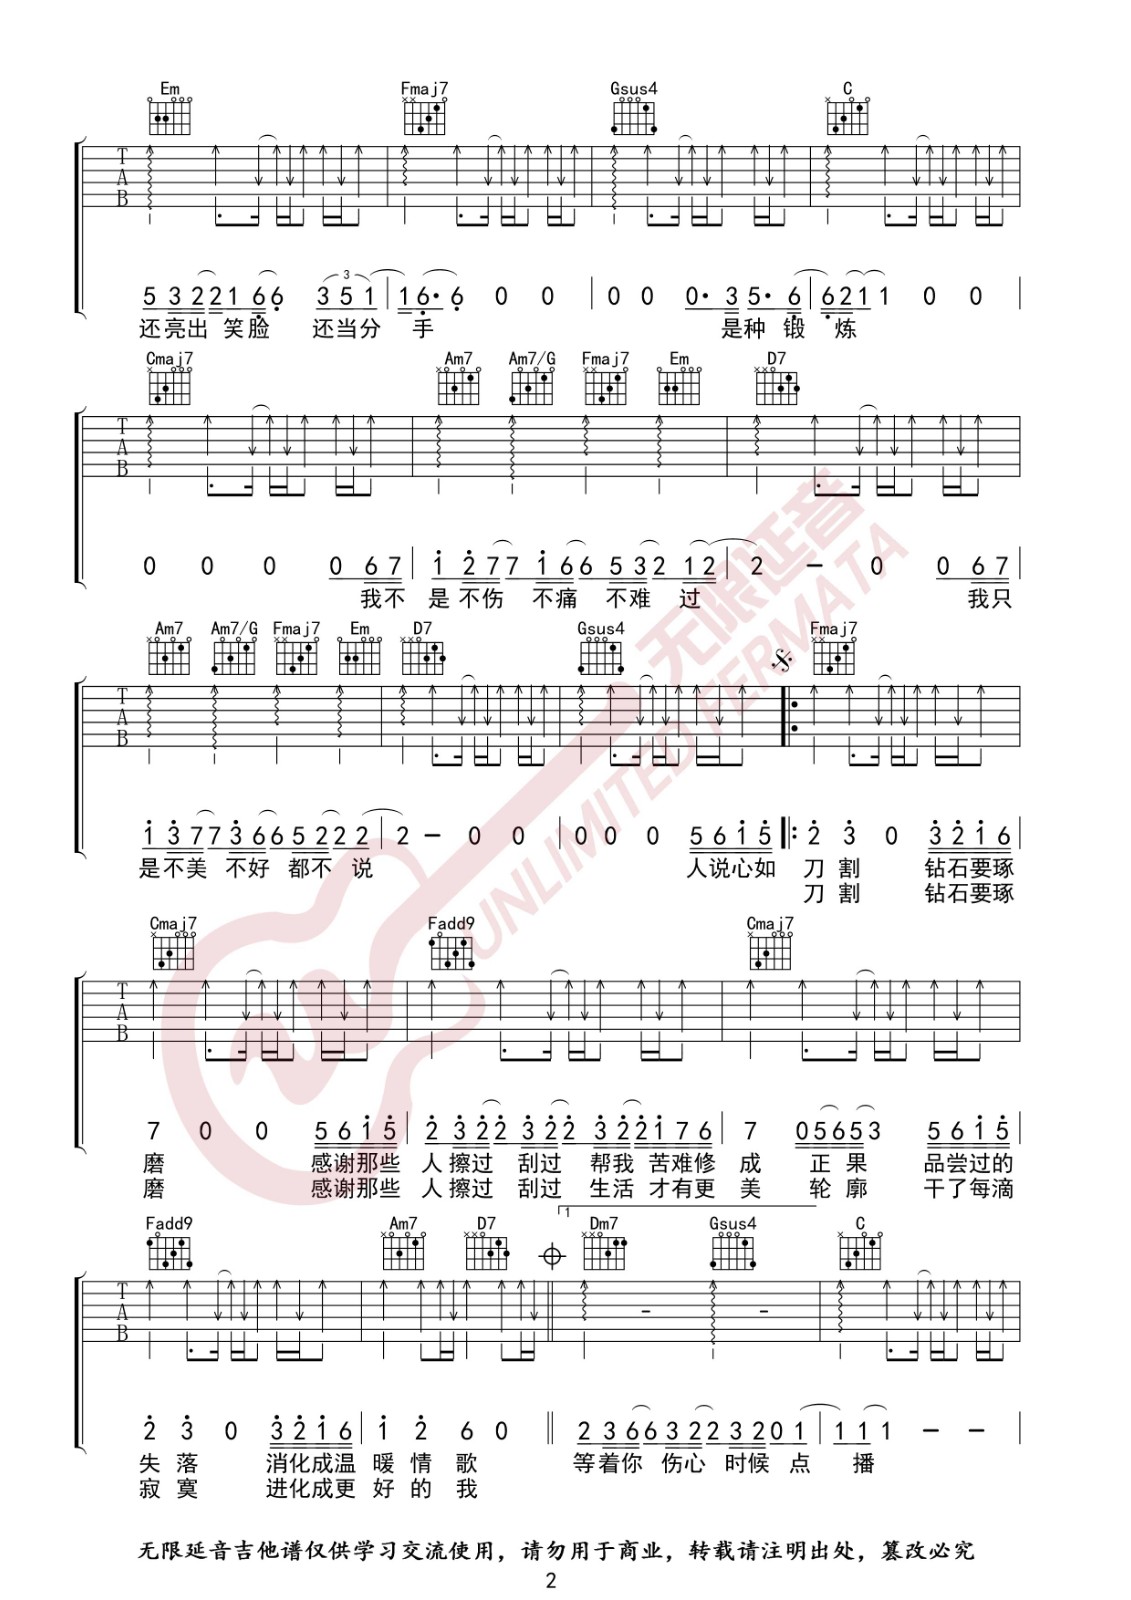 Em Fmaj7 Gsus4 C
T
A
B
5 3 2 2 1 6 6 3 5 1 1 6· 6 0 0 0 0 0· 3 5· 6 6 2 1 1 0 0
3
还亮出 笑脸 还当分 手 是种 锻 炼
Cmaj7 Am7 Am7/G Fmaj7 Em D7
T
A
B
0 0 0 0 6 7 1 2 7 7 1 6 6 5 3 2 1 2 2 - 0 0 6 7
我不 是 不伤 不痛 不难 过 我只
Am7 Am7/G Fmaj7 Em D7 Gsus4 Fmaj7
T
A
B
1 3 7 7 3 6 6 5 2 2 2 2 - 0 0 0 0 0 5 6 1 5 2 3 0 3 2 1 6
是不美 不好 都不 说 人说心如 刀 割 钻石要琢
刀 割 钻石要琢
Cmaj7 Fadd9 Cmaj7
T
A
B
7 0 0 5 6 1 5 2 3 2 2 3 2 2 3 2 2 1 7 6 7 0 5 6 5 3 5 6 1 5
磨 感谢那些 人 擦过 刮过 帮我 苦难修 成 正 果 品尝过的
磨 感谢那些 人 擦过 刮过 生活 才有更 美 轮 廓 干了每滴
1
Fadd9 Am7 D7 Dm7 Gsus4 C
T
A
B
2 3 0 3 2 1 6 1 2 6 0 2 3 6 6 3 2 2 3 2 0 1 1 1 1 - -
失 落 消化成温 暖 情 歌 等着你 伤心 时候 点 播
寂 寞 进化成更 好 的 我
无限延音吉他谱仅供学习交流使用，请勿用于商业，转载请注明出处，篡改必究
2
无限延音
UNLIMITED FERMATA